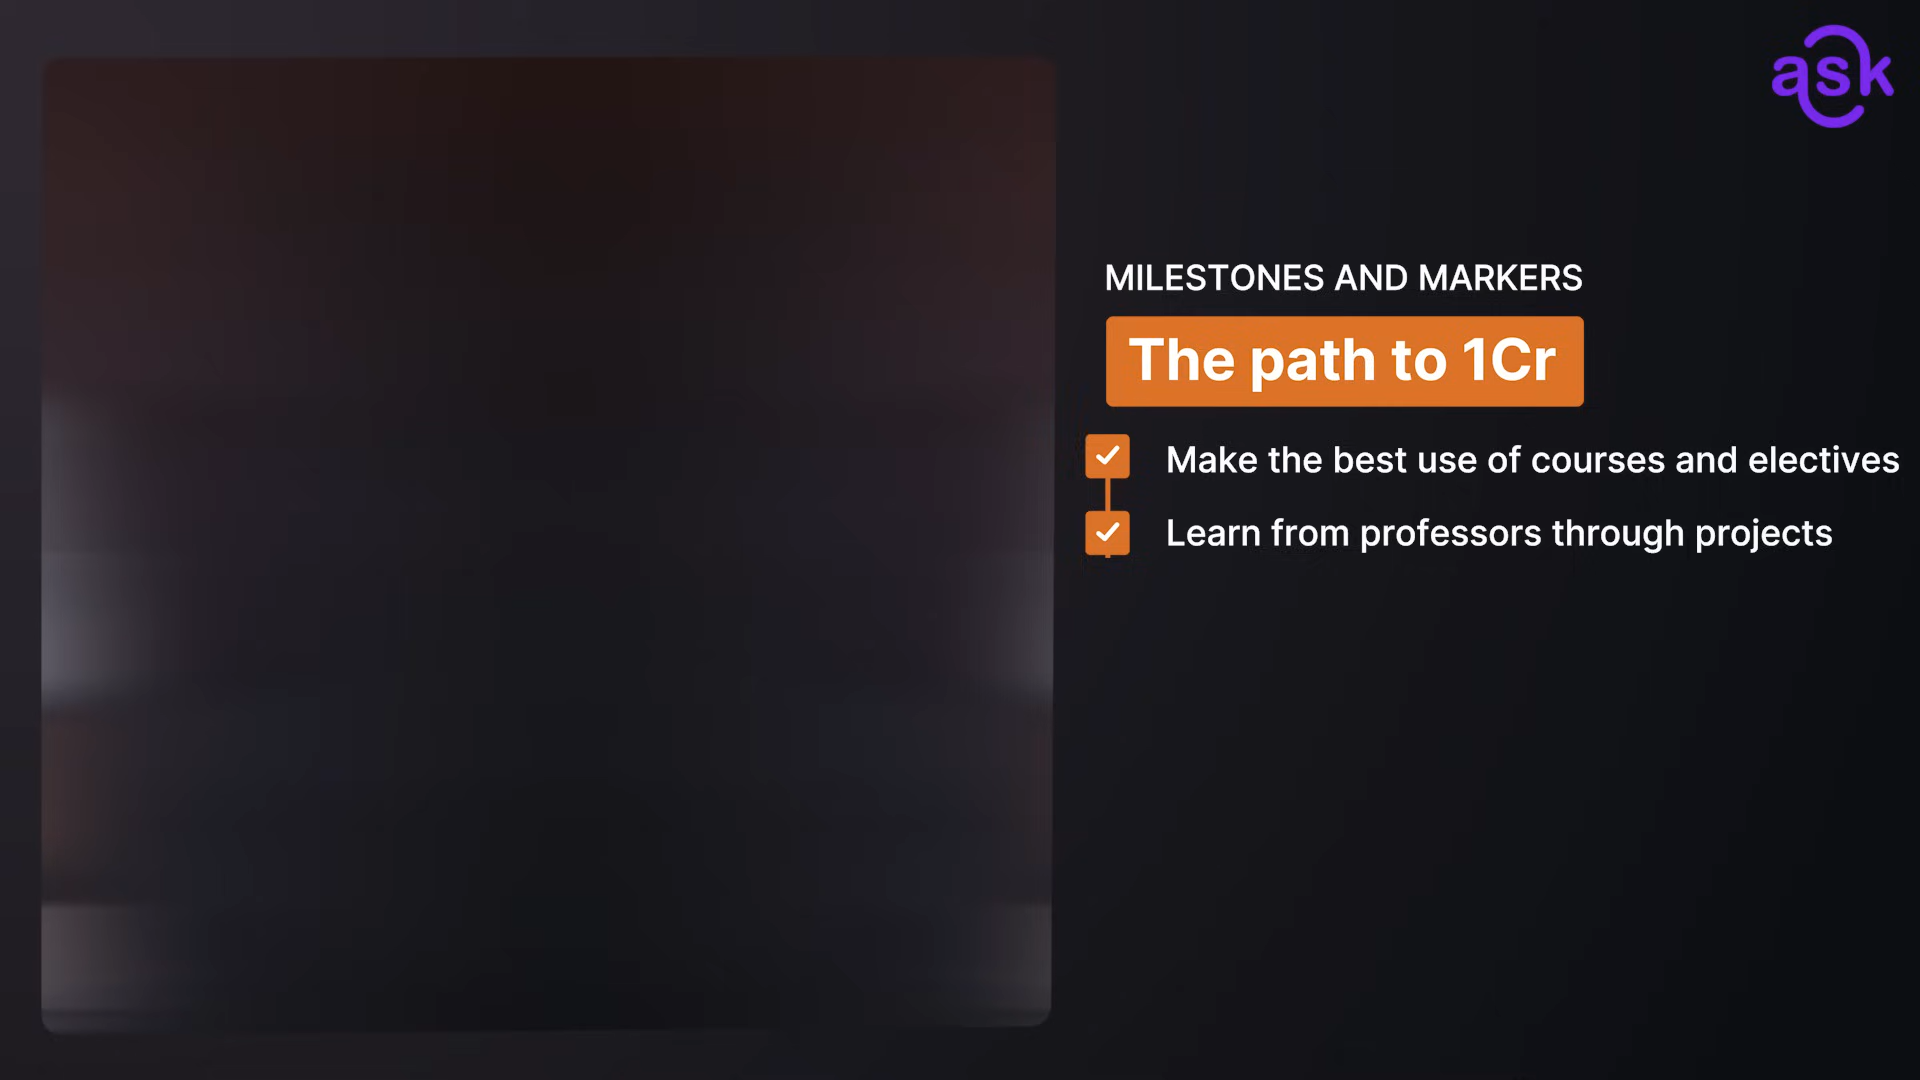 ask
MILESTONES AND MARKERS
The path to 1Cr
Make the best use of courses and electives
Learn from professors through projects